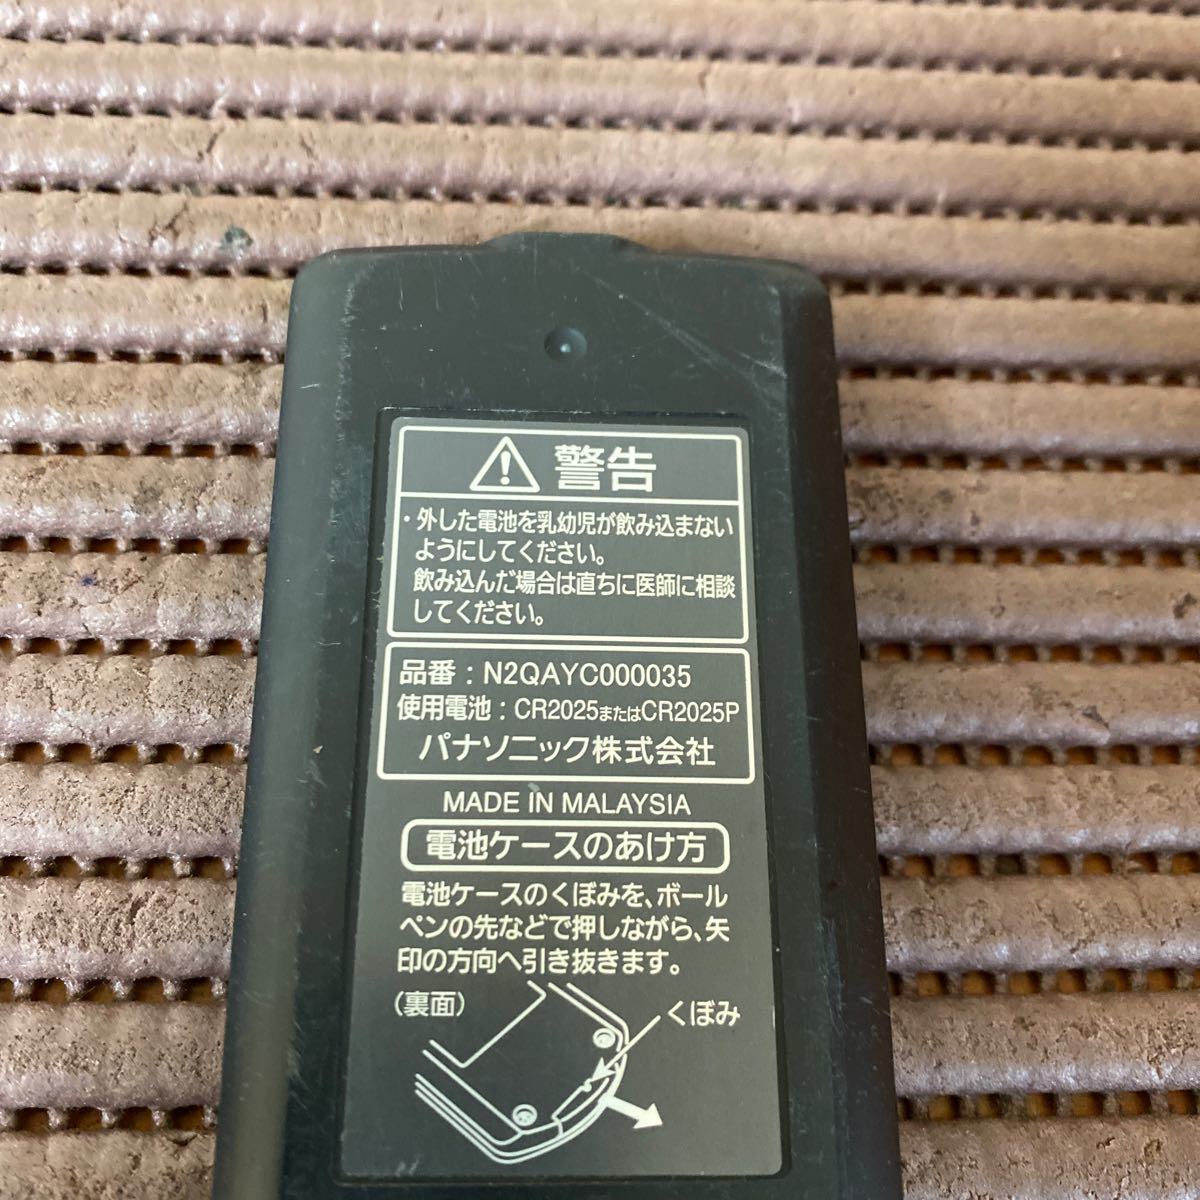 警告
・外した電池を乳幼児が飲み込まない
ようにしてください。
飲み込んだ場合は直ちに医師に相談
してください。
品番：N2QAYC000035
使用電池：CR2025またはCR2025P
パナソニック株式会社
MADE IN MALAYSIA
電池ケースのあけ方
電池ケースのくぼみを、ボール
ペンの先などで押しながら、矢
印の方向へ引き抜きます。
(裏面)
くぼみ